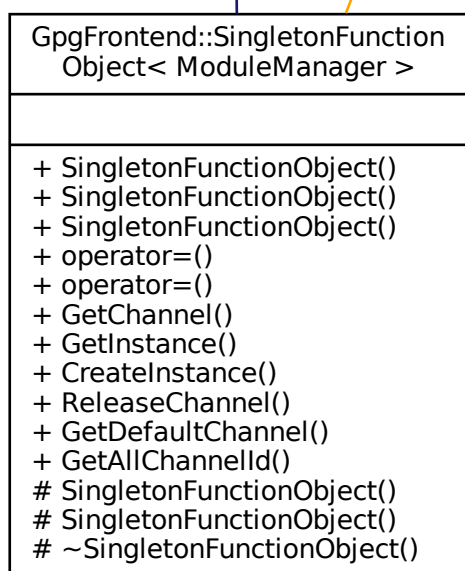 GpgFrontend::SingletonFunction
Object< ModuleManager >
+ SingletonFunctionObject()
+ SingletonFunctionObject()
+ SingletonFunctionObject()
+ operator=()
+ operator=()
+ GetChannel()
+ GetInstance()
+ CreateInstance()
+ ReleaseChannel()
+ GetDefaultChannel()
+ GetAllChannelId()
# SingletonFunctionObject()
# SingletonFunctionObject()
# ~SingletonFunctionObject()